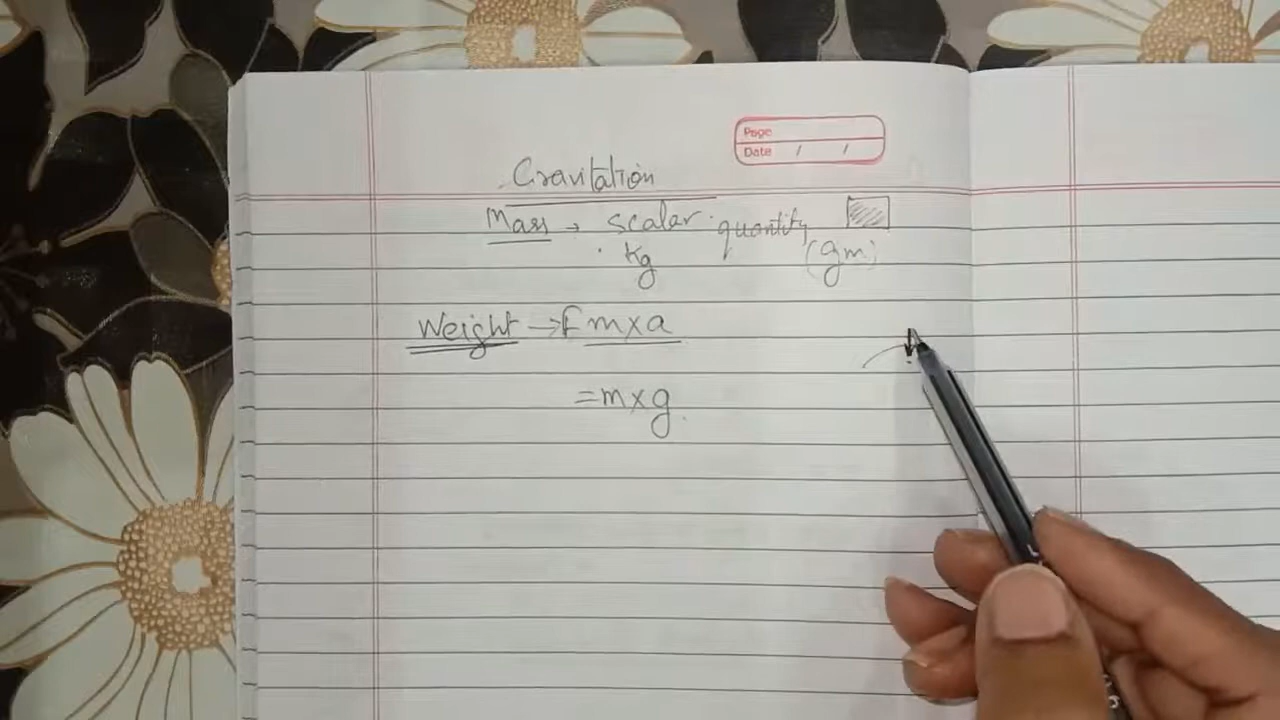 Page
Date / /
Gravitation
Mass → scalar quantity
Kg (gm)
Weight → F m×a
=m×g